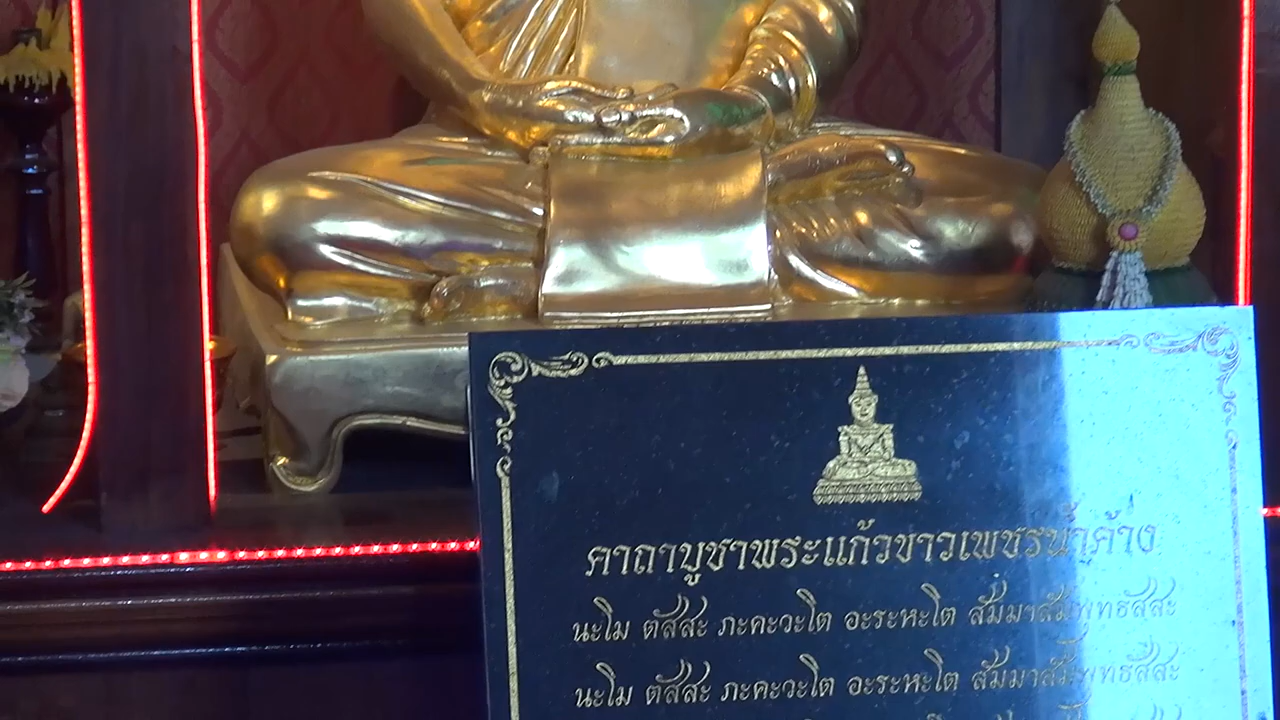 คาถาบูชาพระแก้วขาวเพชรน้ำค้าง
นะโม ตัสสะ ภะคะวะโต อะระหะโต สัมมาสัมพุทธัสสะ
นะโม ตัสสะ ภะคะวะโต อะระหะโต สัมมาสัมพุทธัสสะ